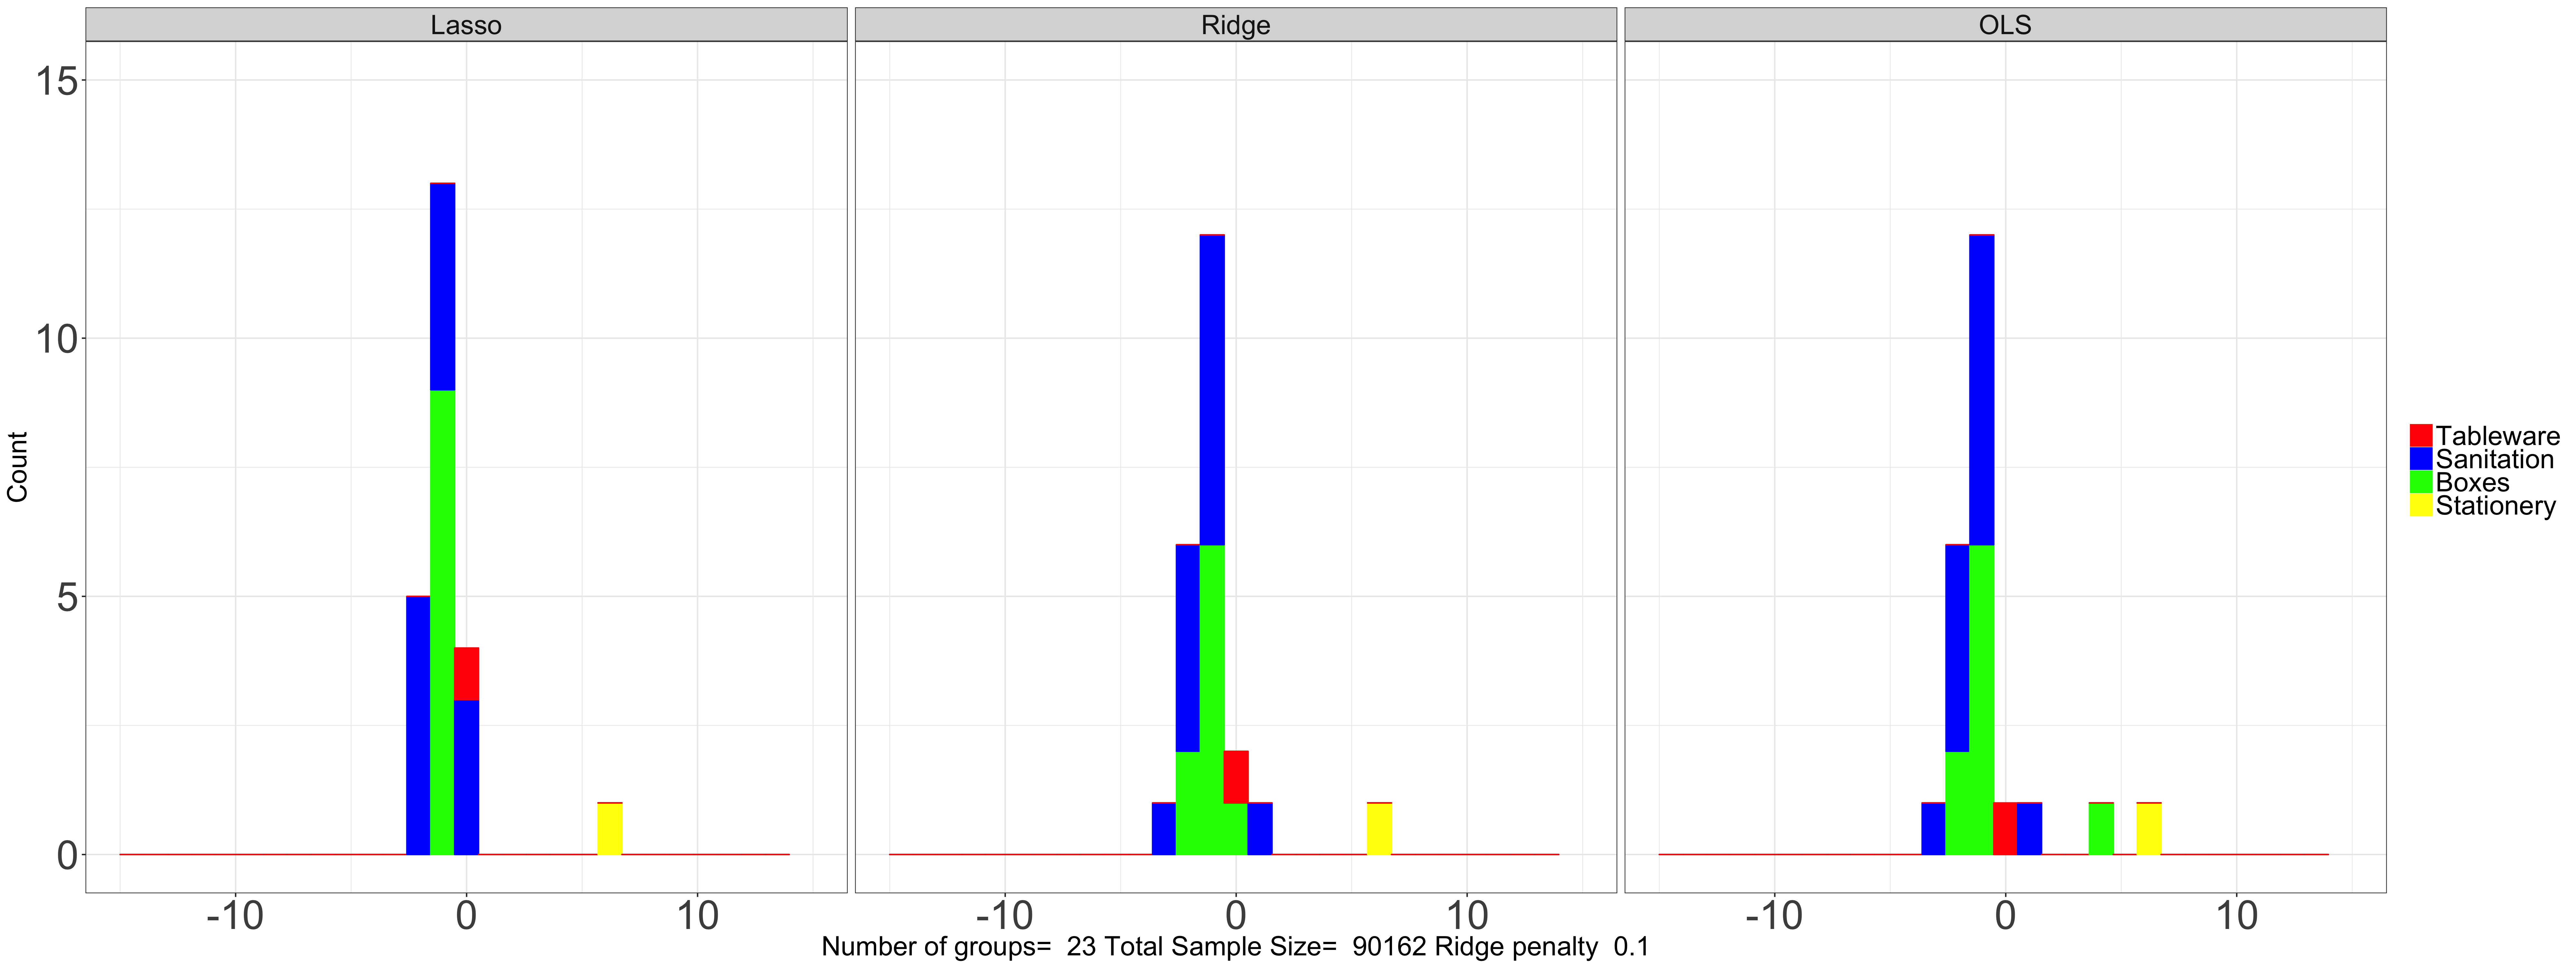 Lasso
Ridge
OLS
15
10
5
0
Count
-10 0 10
-10 0 10
-10 0 10
Number of groups= 23 Total Sample Size= 90162 Ridge penalty 0.1
Tableware
Sanitation
Boxes
Stationery